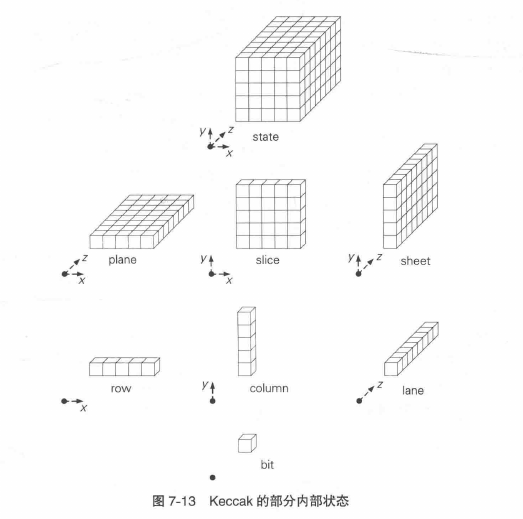 y z
x
state
z
x
plane
y
x
slice
y z
sheet
x
row
y
column
z
lane
bit
图 7-13 Keccak 的部分内部状态